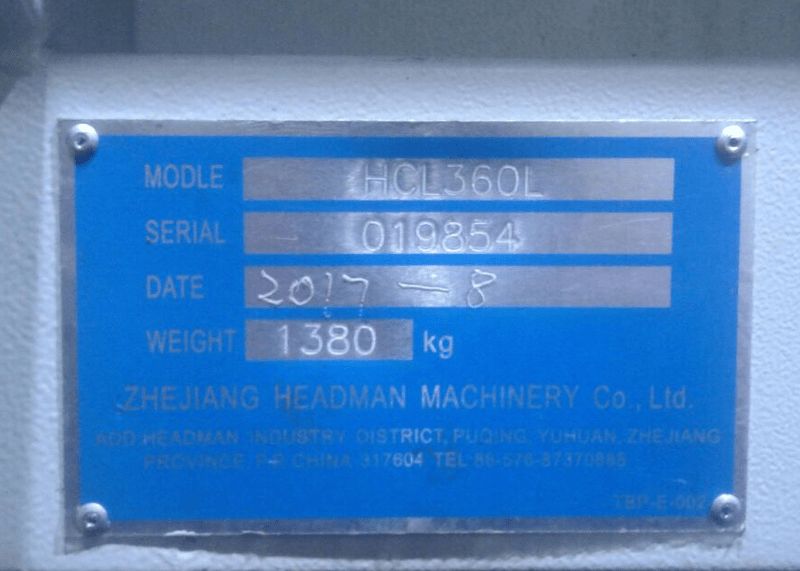 MODLE HCL360L
SERIAL 019854
DATE 2017-8
WEIGHT 1380 kg
ZHEJIANG HEADMAN MACHINERY Co., Ltd.
ADD HEADMAN INDUSTRY DISTRICT, PUQING, YUHUAN, ZHEJIANG
PROVINCE, P.R CHINA 317604 TEL 86-576-87370888
TBP-E-002